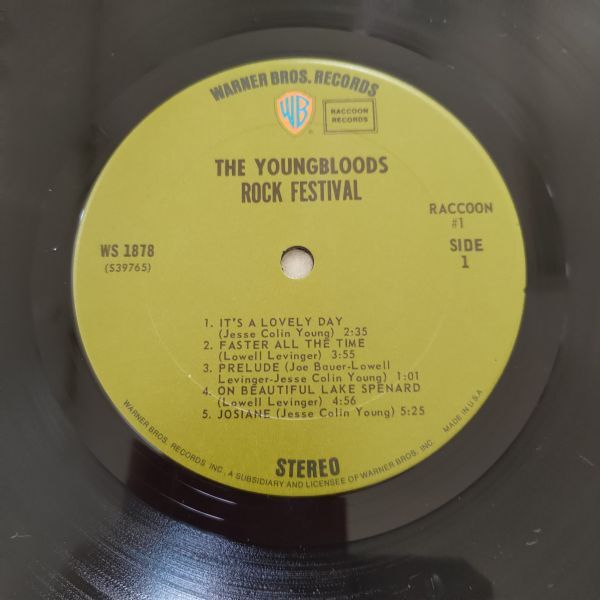 WARNER BROS. RECORDS
WB
®
RACCOON
RECORDS
THE YOUNGBLOODS
ROCK FESTIVAL
RACCOON
#1
WS 1878
(S39765)
SIDE
1
1. IT'S A LOVELY DAY
(Jesse Colin Young) 2:35
2. FASTER ALL THE TIME
(Lowell Levinger) 3:55
3. PRELUDE (Joe Bauer-Lowell
Levinger-Jesse Colin Young) 1:01
4. ON BEAUTIFUL LAKE SPENARD
(Lowell Levinger) 4:56
5. JOSIANE (Jesse Colin Young) 5:25
STEREO
WARNER BROS. RECORDS INC., A SUBSIDIARY AND LICENSEE OF WARNER BROS. INC.
MADE IN U.S.A.